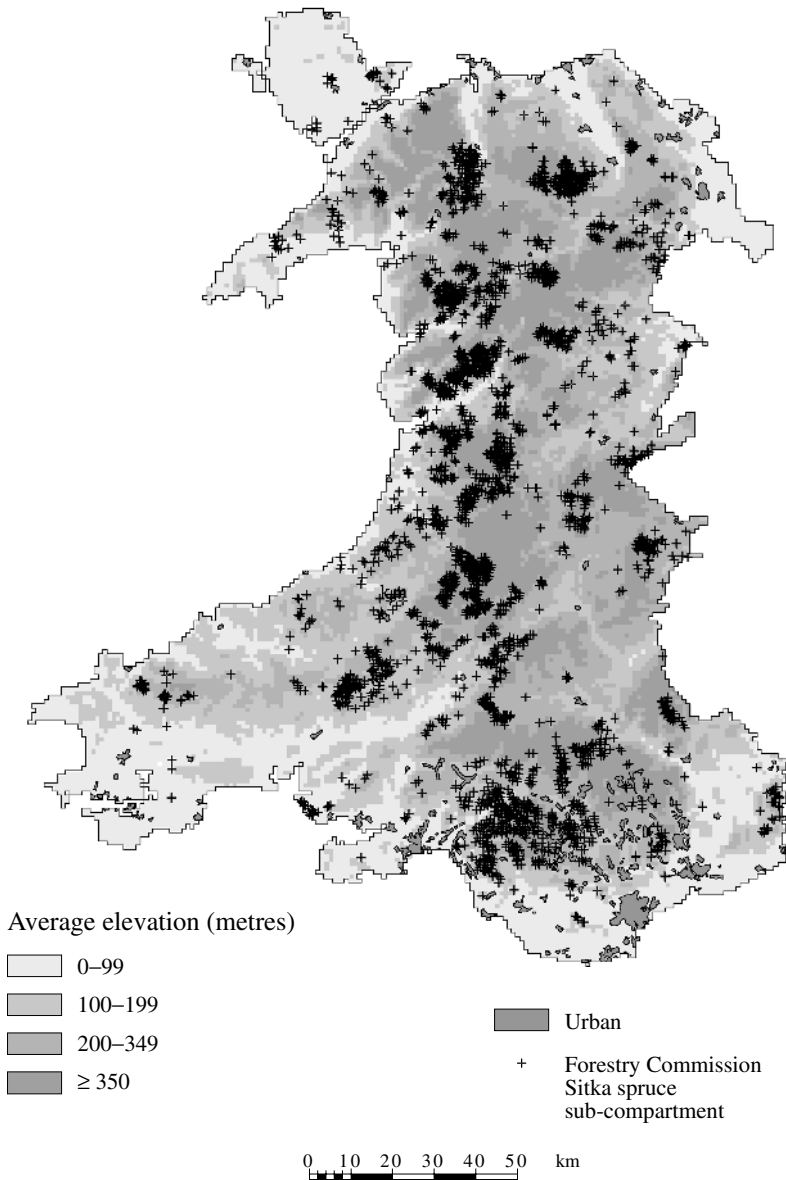 Average elevation (metres)
0–99
100–199
200–349
≥ 350
Urban
Forestry Commission
Sitka spruce
sub-compartment
0 10 20 30 40 50 km